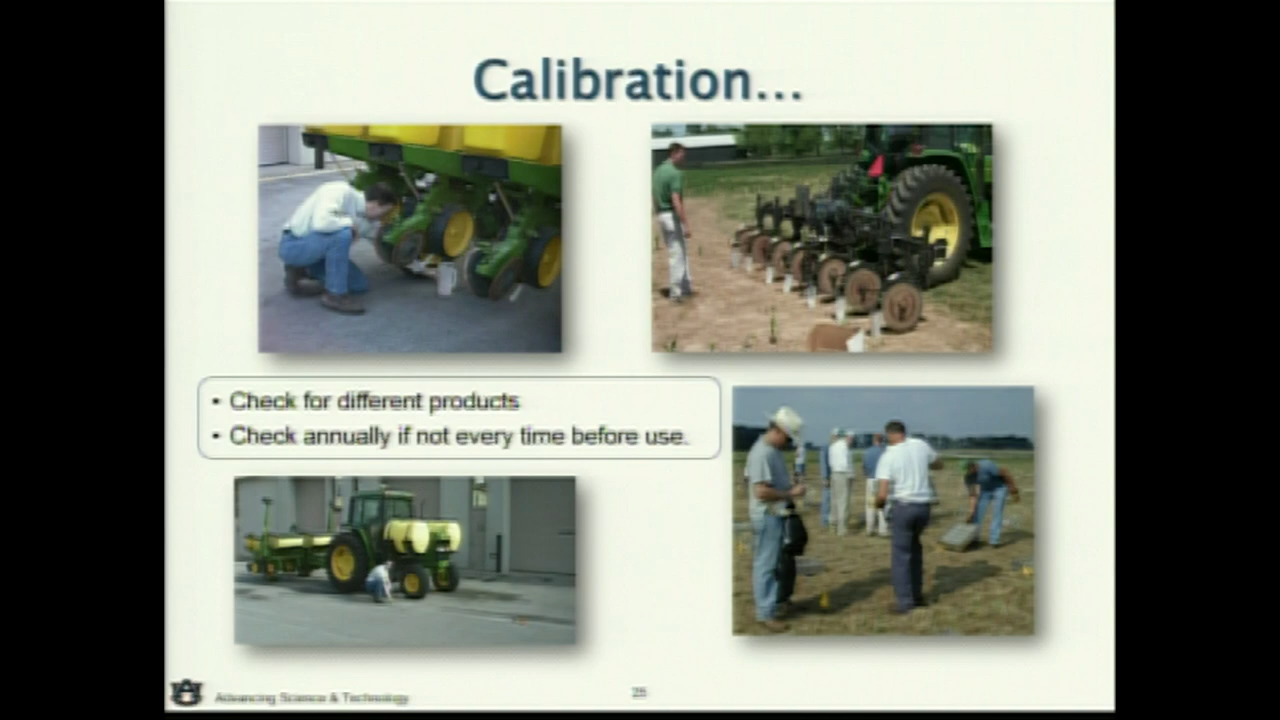 Calibration...
• Check for different products
• Check annually if not every time before use.
Advancing Science & Technology